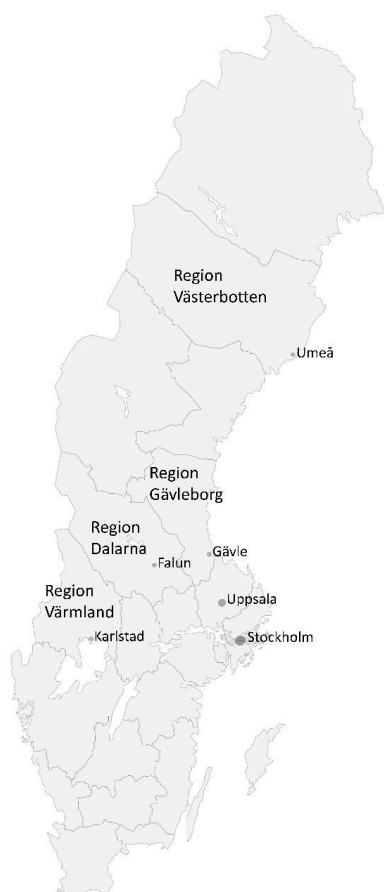 Region
Västerbotten
Umeå
Region
Gävleborg
Region
Dalarna
Gävle
Falun
Region
Värmland
Uppsala
Karlstad
Stockholm